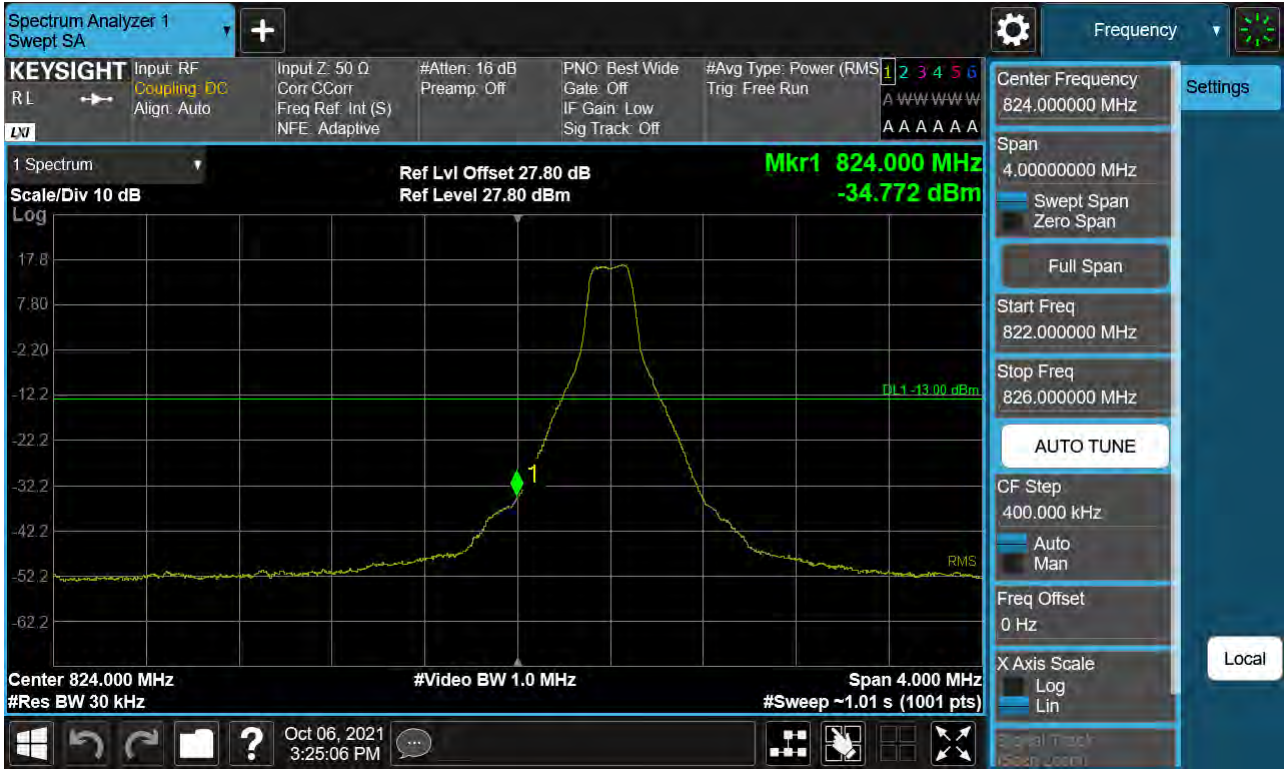 Spectrum Analyzer 1
Swept SA
+
Frequency
KEYSIGHT
RL
LXI
Input: RF
Coupling: DC
Align: Auto
Input Z: 50 Ω
Corr CCorr
Freq Ref: Int (S)
NFE: Adaptive
#Atten: 16 dB
Preamp: Off
PNO: Best Wide
Gate: Off
IF Gain: Low
Sig Track: Off
#Avg Type: Power (RMS
Trig: Free Run
1 2 3 4 5 6
A W W W W W
A A A A A A
1 Spectrum
Scale/Div 10 dB
Ref Lvl Offset 27.80 dB
Ref Level 27.80 dBm
Mkr1 824.000 MHz
-34.772 dBm
Log
17.8
7.80
-2.20
-12.2
-22.2
-32.2
-42.2
-52.2
-62.2
DL1 -13.00 dBm
1
RMS
Center 824.000 MHz
#Video BW 1.0 MHz
Span 4.000 MHz
#Res BW 30 kHz
#Sweep ~1.01 s (1001 pts)
Center Frequency
824.000000 MHz
Span
4.00000000 MHz
Swept Span
Zero Span
Full Span
Start Freq
822.000000 MHz
Stop Freq
826.000000 MHz
AUTO TUNE
CF Step
400.000 kHz
Auto
Man
Freq Offset
0 Hz
X Axis Scale
Log
Lin
Signal Track
(Span Zoom)
Settings
Local
?
Oct 06, 2021
3:25:06 PM